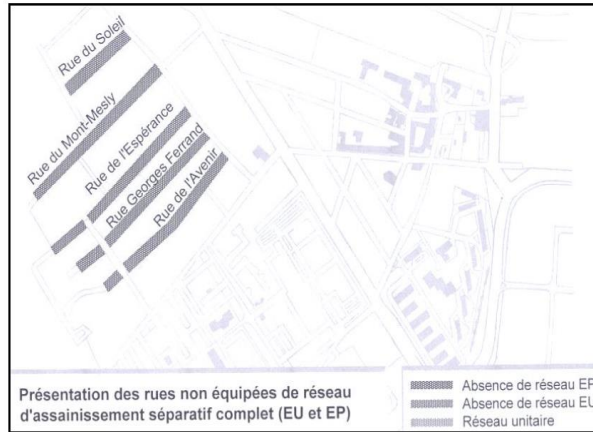 Rue du Soleil
Rue du Mont-Mesly
Rue de l'Espérance
Rue Georges Ferrand
Rue de l'Avenir
Présentation des rues non équipées de réseau
d'assainissement séparatif complet (EU et EP)
Absence de réseau EP
Absence de réseau EU
Réseau unitaire